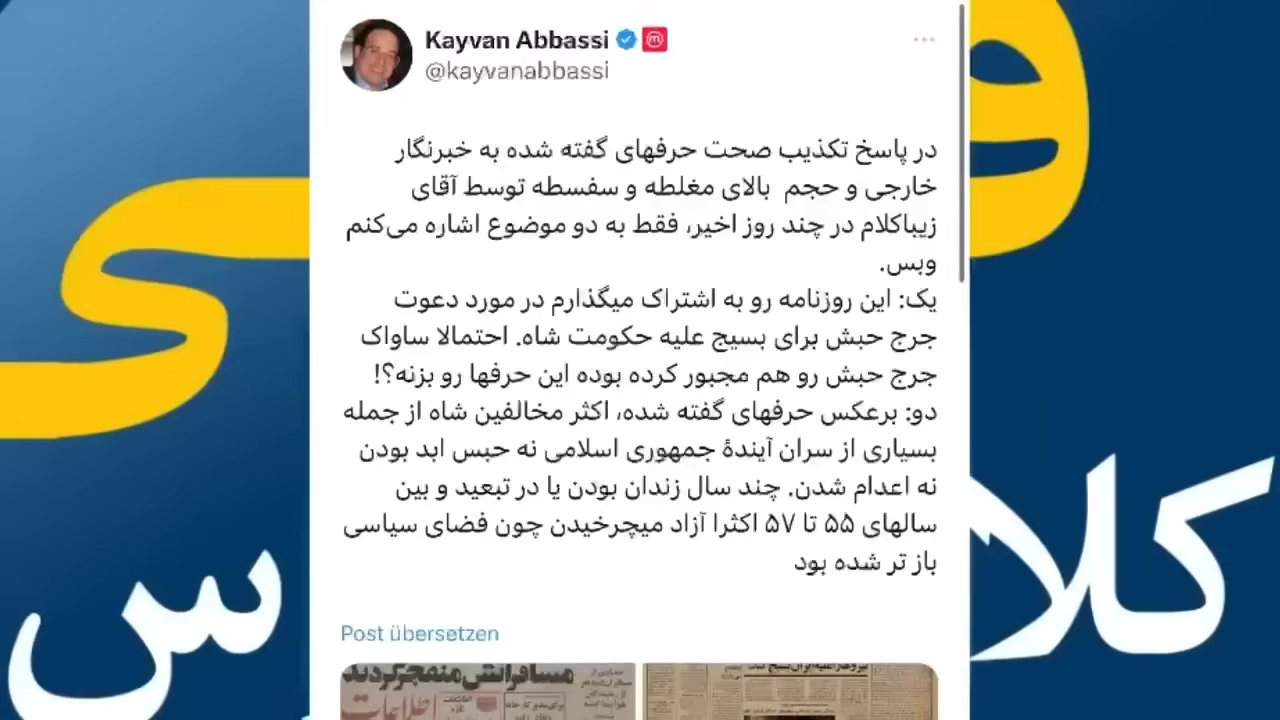 Kayvan Abbassi
@kayvanabbassi
در پاسخ تکذیب صحت حرفهای گفته شده به خبرنگار
خارجی و حجم بالای مغلطه و سفسطه توسط آقای
زیباکلام در چند روز اخیر، فقط به دو موضوع اشاره می‌کنم
وبس.
یک: این روزنامه رو به اشتراک میگذارم در مورد دعوت
جرج حبش برای بسیج علیه حکومت شاه. احتمالا ساواک
جرج حبش رو هم مجبور کرده بوده این حرفها رو بزنه؟!
دو: برعکس حرفهای گفته شده، اکثر مخالفین شاه از جمله
بسیاری از سران آیندهٔ جمهوری اسلامی نه حبس ابد بودن
نه اعدام شدن. چند سال زندان بودن یا در تبعید و بین
سالهای ۵۵ تا ۵۷ اکثرا آزاد میچرخیدن چون فضای سیاسی
باز تر شده بود
Post übersetzen
مسافرانش منفجر کردند
اطلاعات
کلا